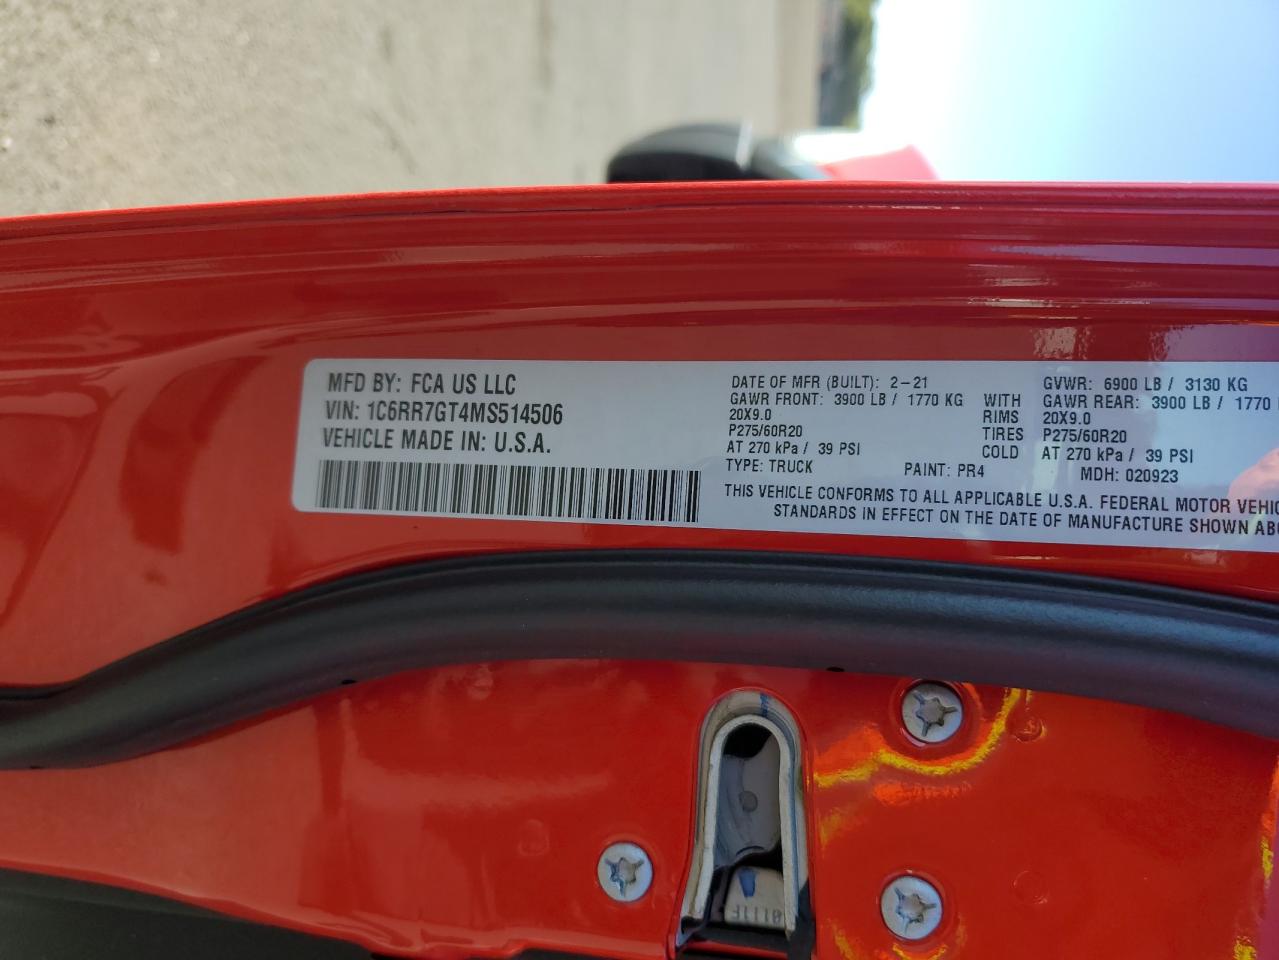 MFD BY: FCA US LLC
VIN: 1C6RR7GT4MS514506
VEHICLE MADE IN: U.S.A.
DATE OF MFR (BUILT): 2-21 GVWR: 6900 LB / 3130 KG
GAWR FRONT: 3900 LB / 1770 KG WITH GAWR REAR: 3900 LB / 1770
20X9.0 RIMS 20X9.0
P275/60R20 TIRES P275/60R20
AT 270 kPa / 39 PSI COLD AT 270 kPa / 39 PSI
TYPE: TRUCK PAINT: PR4 MDH: 020923
THIS VEHICLE CONFORMS TO ALL APPLICABLE U.S.A. FEDERAL MOTOR
STANDARDS IN EFFECT ON THE DATE OF MANUFACTURE SHOWN